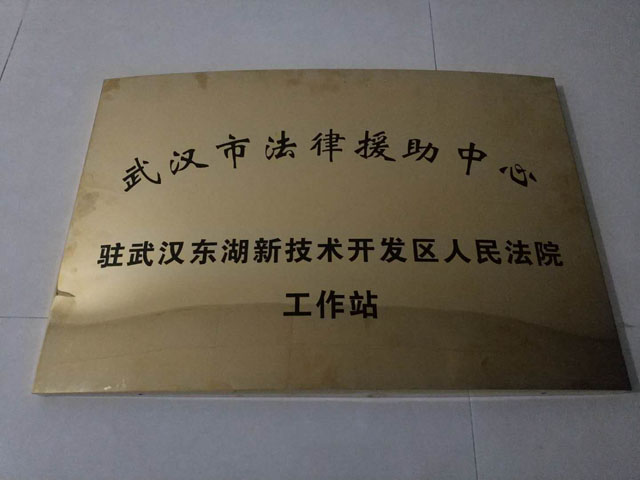 武汉市法律援助中心
驻武汉东湖新技术开发区人民法院
工作站